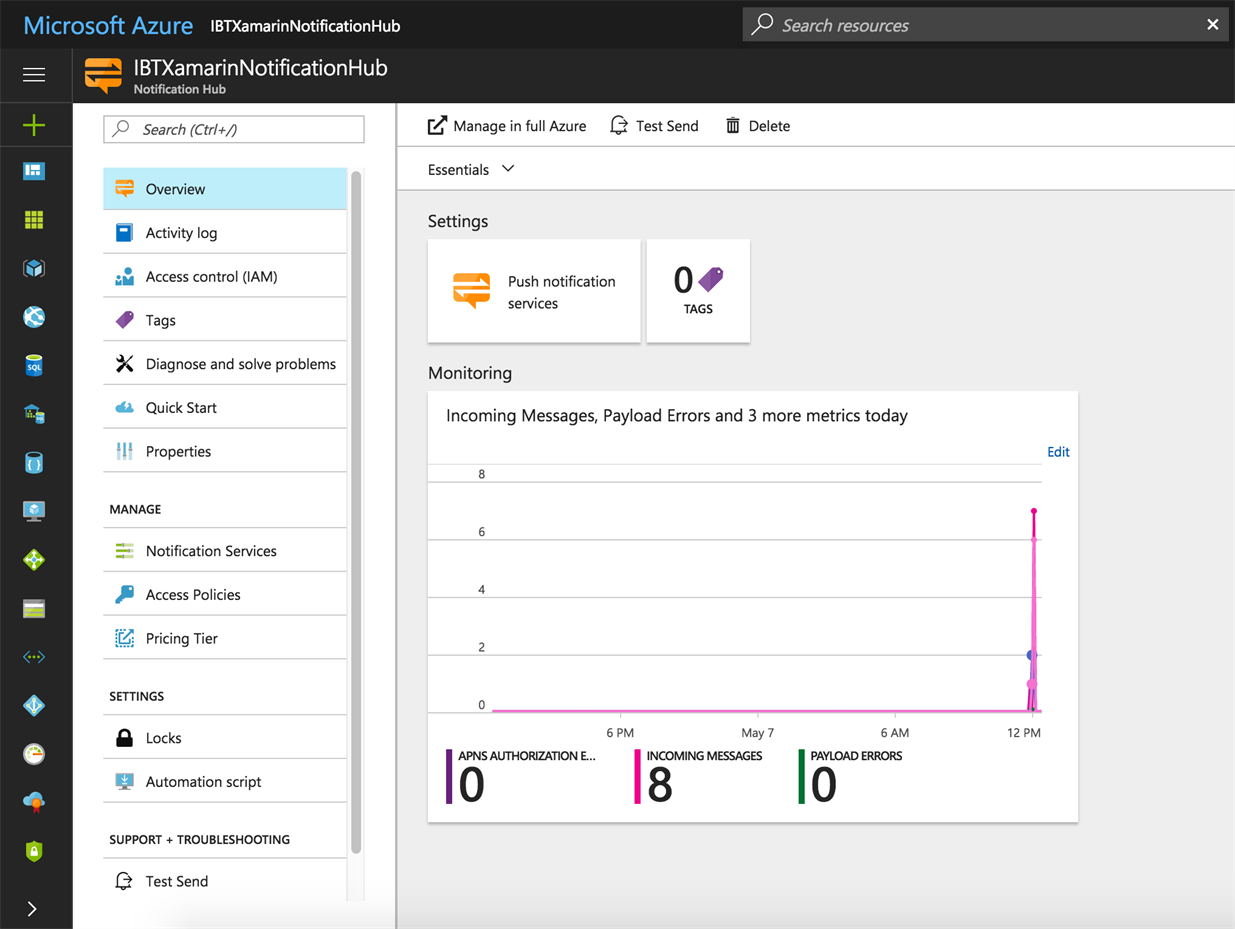 Microsoft Azure IBTXamarinNotificationHub
Search resources
IBTXamarinNotificationHub
Notification Hub
Search (Ctrl+/)
Overview
Activity log
Access control (IAM)
Tags
Diagnose and solve problems
Quick Start
Properties
MANAGE
Notification Services
Access Policies
Pricing Tier
SETTINGS
Locks
Automation script
SUPPORT + TROUBLESHOOTING
Test Send
Manage in full Azure Test Send Delete
Essentials
Settings
Push notification
services
0
TAGS
Monitoring
Incoming Messages, Payload Errors and 3 more metrics today
Edit
8
6
4
2
0
6 PM May 7 6 AM 12 PM
APNS AUTHORIZATION E... INCOMING MESSAGES PAYLOAD ERRORS
0 8 0
SQL